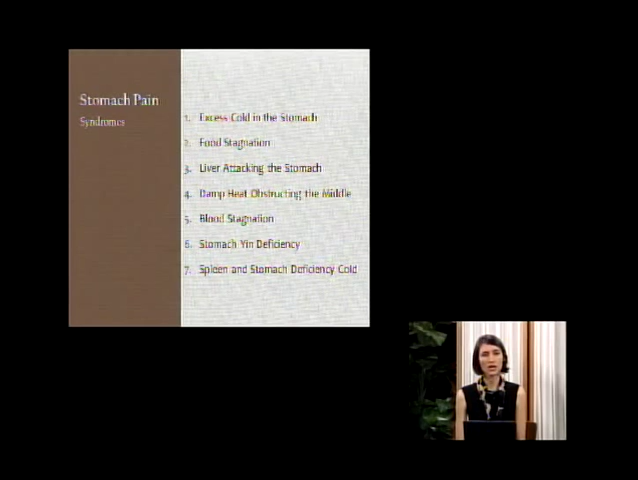 Stomach Pain
Syndromes
1. Excess Cold in the Stomach
2. Food Stagnation
3. Liver Attacking the Stomach
4. Damp Heat Obstructing the Middle
5. Blood Stagnation
6. Stomach Yin Deficiency
7. Spleen and Stomach Deficiency Cold